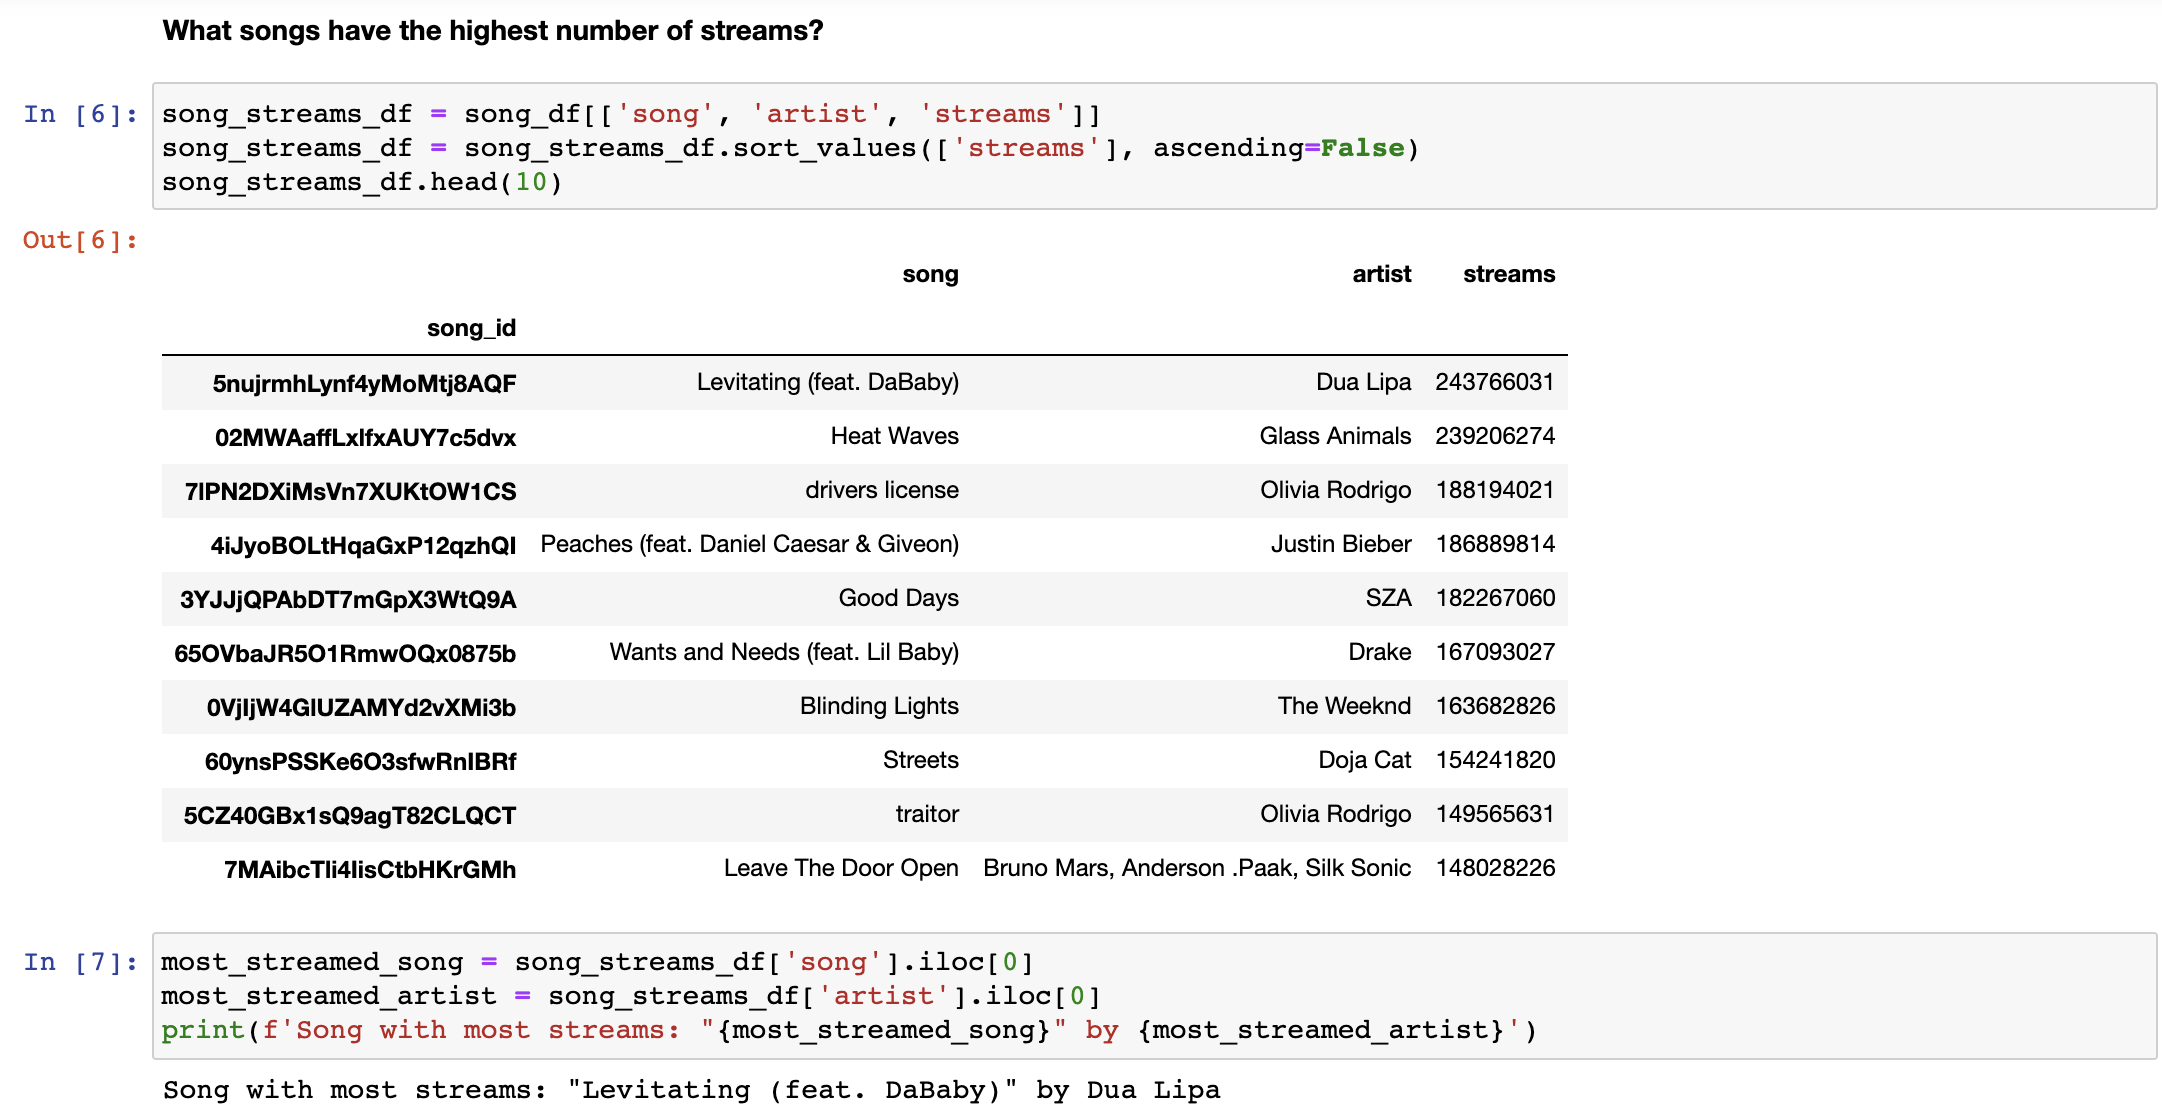 What songs have the highest number of streams?
In [6]:
song_streams_df = song_df[['song', 'artist', 'streams']]
song_streams_df = song_streams_df.sort_values(['streams'], ascending=False)
song_streams_df.head(10)
Out[6]:
song artist streams
song_id
5nujrmhLynf4yMoMtj8AQF Levitating (feat. DaBaby) Dua Lipa 243766031
02MWAaffLxlfxAUY7c5dvx Heat Waves Glass Animals 239206274
7lPN2DXiMsVn7XUKtOW1CS drivers license Olivia Rodrigo 188194021
4iJyoBOLtHqaGxP12qzhQI Peaches (feat. Daniel Caesar & Giveon) Justin Bieber 186889814
3YJJjQPAbDT7mGpX3WtQ9A Good Days SZA 182267060
65OVbaJR5O1RmwOQx0875b Wants and Needs (feat. Lil Baby) Drake 167093027
0VjIjW4GlUZAMYd2vXMi3b Blinding Lights The Weeknd 163682826
60ynsPSSKe6O3sfwRnIBRf Streets Doja Cat 154241820
5CZ40GBx1sQ9agT82CLQCT traitor Olivia Rodrigo 149565631
7MAibcTli4IisCtbHKrGMh Leave The Door Open Bruno Mars, Anderson .Paak, Silk Sonic 148028226
In [7]:
most_streamed_song = song_streams_df['song'].iloc[0]
most_streamed_artist = song_streams_df['artist'].iloc[0]
print(f'Song with most streams: "{most_streamed_song}" by {most_streamed_artist}')
Song with most streams: "Levitating (feat. DaBaby)" by Dua Lipa